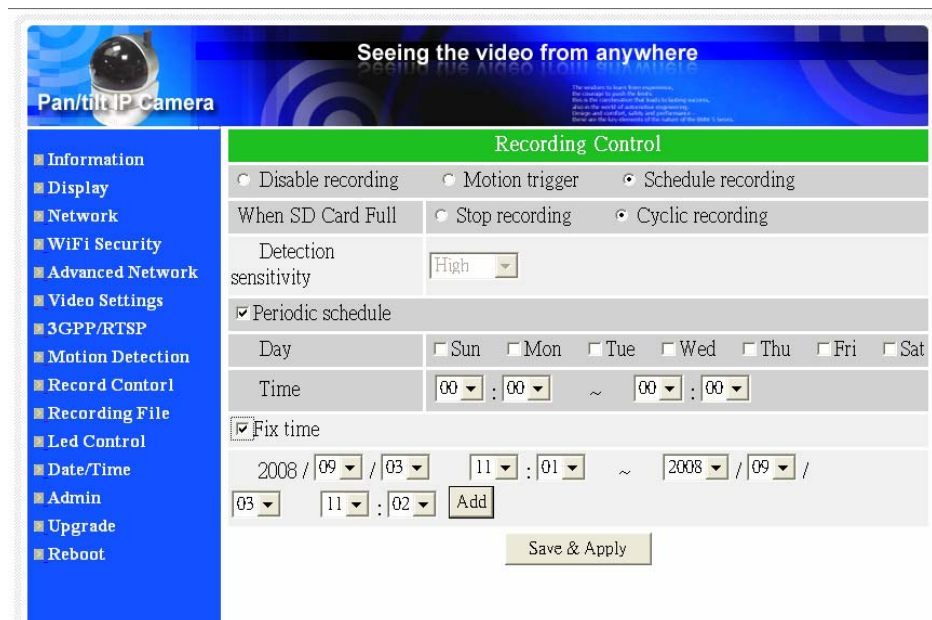 Seeing the video from anywhere
Pan/tilt IP Camera
Information
Display
Network
WiFi Security
Advanced Network
Video Settings
3GPP/RTSP
Motion Detection
Record Contorl
Recording File
Led Control
Date/Time
Admin
Upgrade
Reboot
Recording Control
Disable recording Motion trigger Schedule recording
When SD Card Full Stop recording Cyclic recording
Detection
sensitivity High
Periodic schedule
Day Sun Mon Tue Wed Thu Fri Sat
Time 00 : 00 ~ 00 : 00
Fix time
2008 / 09 / 03 11 : 01 ~ 2008 / 09 /
03 11 : 02 Add
Save & Apply